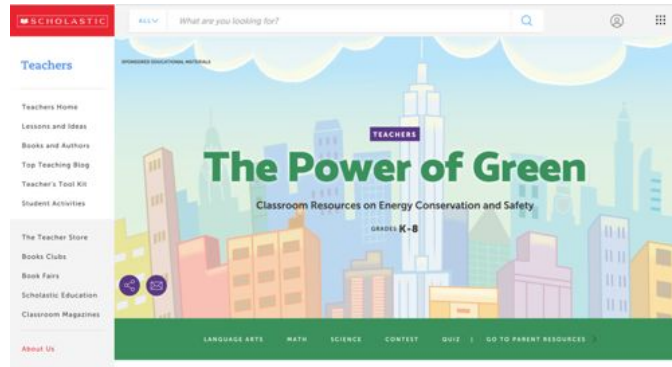 SCHOLASTIC
ALL
What are you looking for?
Teachers
Teachers Home
Lessons and Ideas
Books and Authors
Top Teaching Blog
Teacher's Tool Kit
Student Activities
The Teacher Store
Books Clubs
Book Fairs
Scholastic Education
Classroom Magazines
About Us
SPONSORED EDUCATIONAL MATERIALS
TEACHERS
The Power of Green
Classroom Resources on Energy Conservation and Safety
GRADES K-8
LANGUAGE ARTS MATH SCIENCE CONTEST QUIZ | GO TO PARENT RESOURCES >